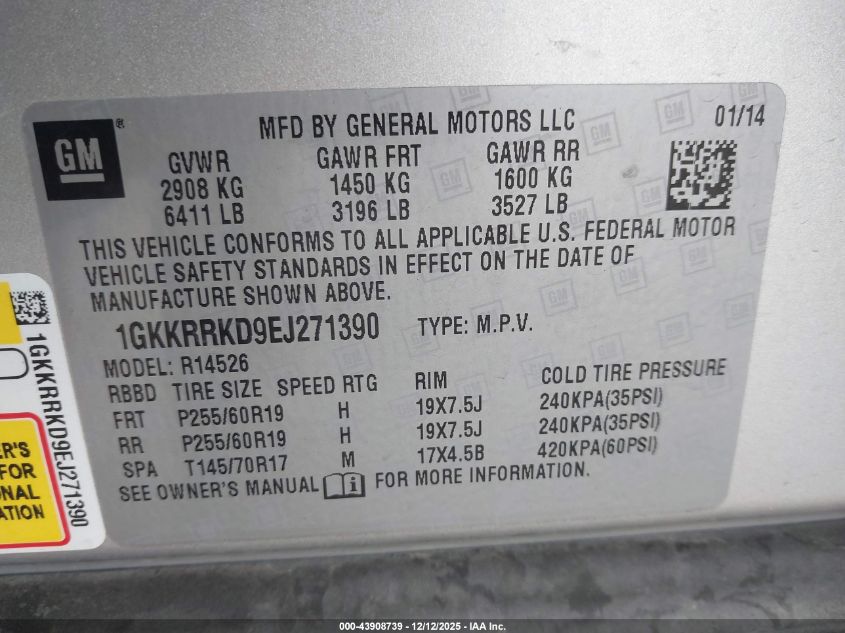 GM®
MFD BY GENERAL MOTORS LLC 01/14
GVWR GAWR FRT GAWR RR
2908 KG 1450 KG 1600 KG
6411 LB 3196 LB 3527 LB
THIS VEHICLE CONFORMS TO ALL APPLICABLE U.S. FEDERAL MOTOR
VEHICLE SAFETY STANDARDS IN EFFECT ON THE DATE OF
MANUFACTURE SHOWN ABOVE.
1GKKRRKD9EJ271390 TYPE: M.P.V.
MODEL: R14526
RBBD TIRE SIZE SPEED RTG RIM COLD TIRE PRESSURE
FRT P255/60R19 H 19X7.5J 240KPA(35PSI)
RR P255/60R19 H 19X7.5J 240KPA(35PSI)
SPA T145/70R17 M 17X4.5B 420KPA(60PSI)
SEE OWNER'S MANUAL i FOR MORE INFORMATION.
1GKKRRKD9EJ271390
ER'S
FOR
ONAL
ATION
000-43908739 - 12/12/2025 - IAA Inc.